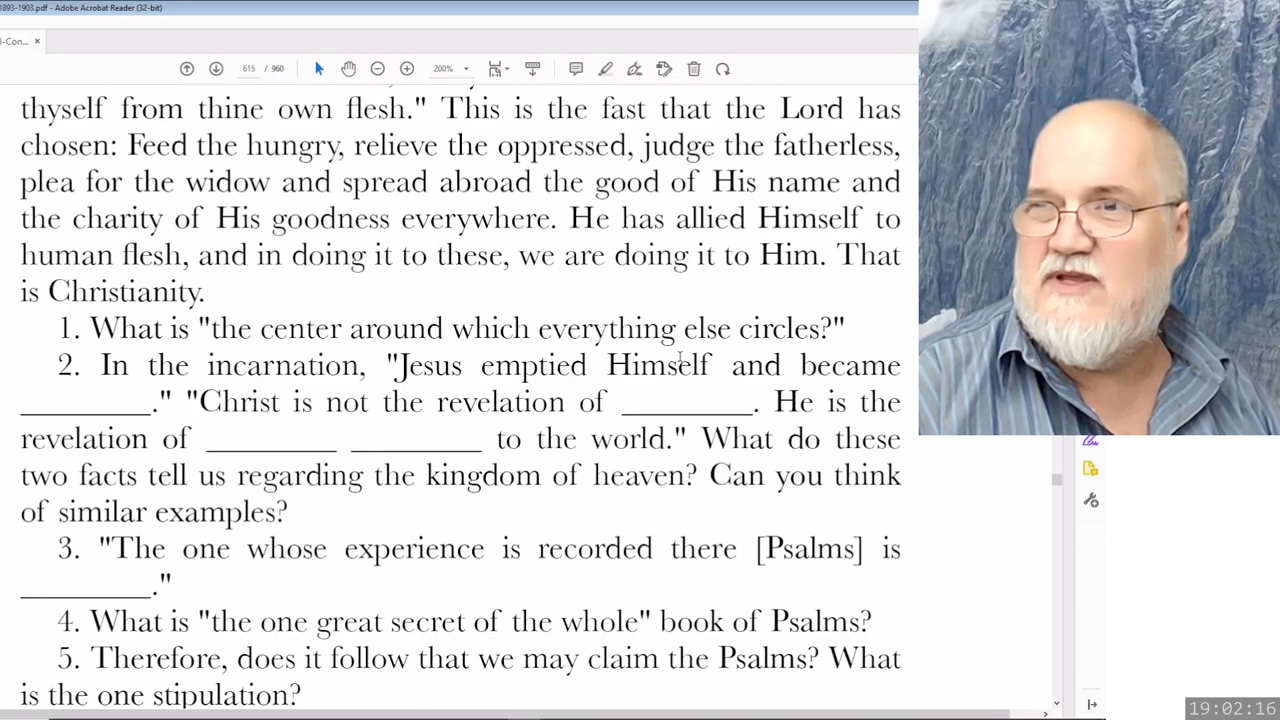 1893-1903.pdf - Adobe Acrobat Reader (32-bit)
l-Con... ×
615 / 960
200%
thyself from thine own flesh." This is the fast that the Lord has
chosen: Feed the hungry, relieve the oppressed, judge the fatherless,
plea for the widow and spread abroad the good of His name and
the charity of His goodness everywhere. He has allied Himself to
human flesh, and in doing it to these, we are doing it to Him. That
is Christianity.
1. What is "the center around which everything else circles?"
2. In the incarnation, "Jesus emptied Himself and became
_________." "Christ is not the revelation of _________. He is the
revelation of _________ _________ to the world." What do these
two facts tell us regarding the kingdom of heaven? Can you think
of similar examples?
3. "The one whose experience is recorded there [Psalms] is
_________."
4. What is "the one great secret of the whole" book of Psalms?
5. Therefore, does it follow that we may claim the Psalms? What
is the one stipulation?
19:02:16